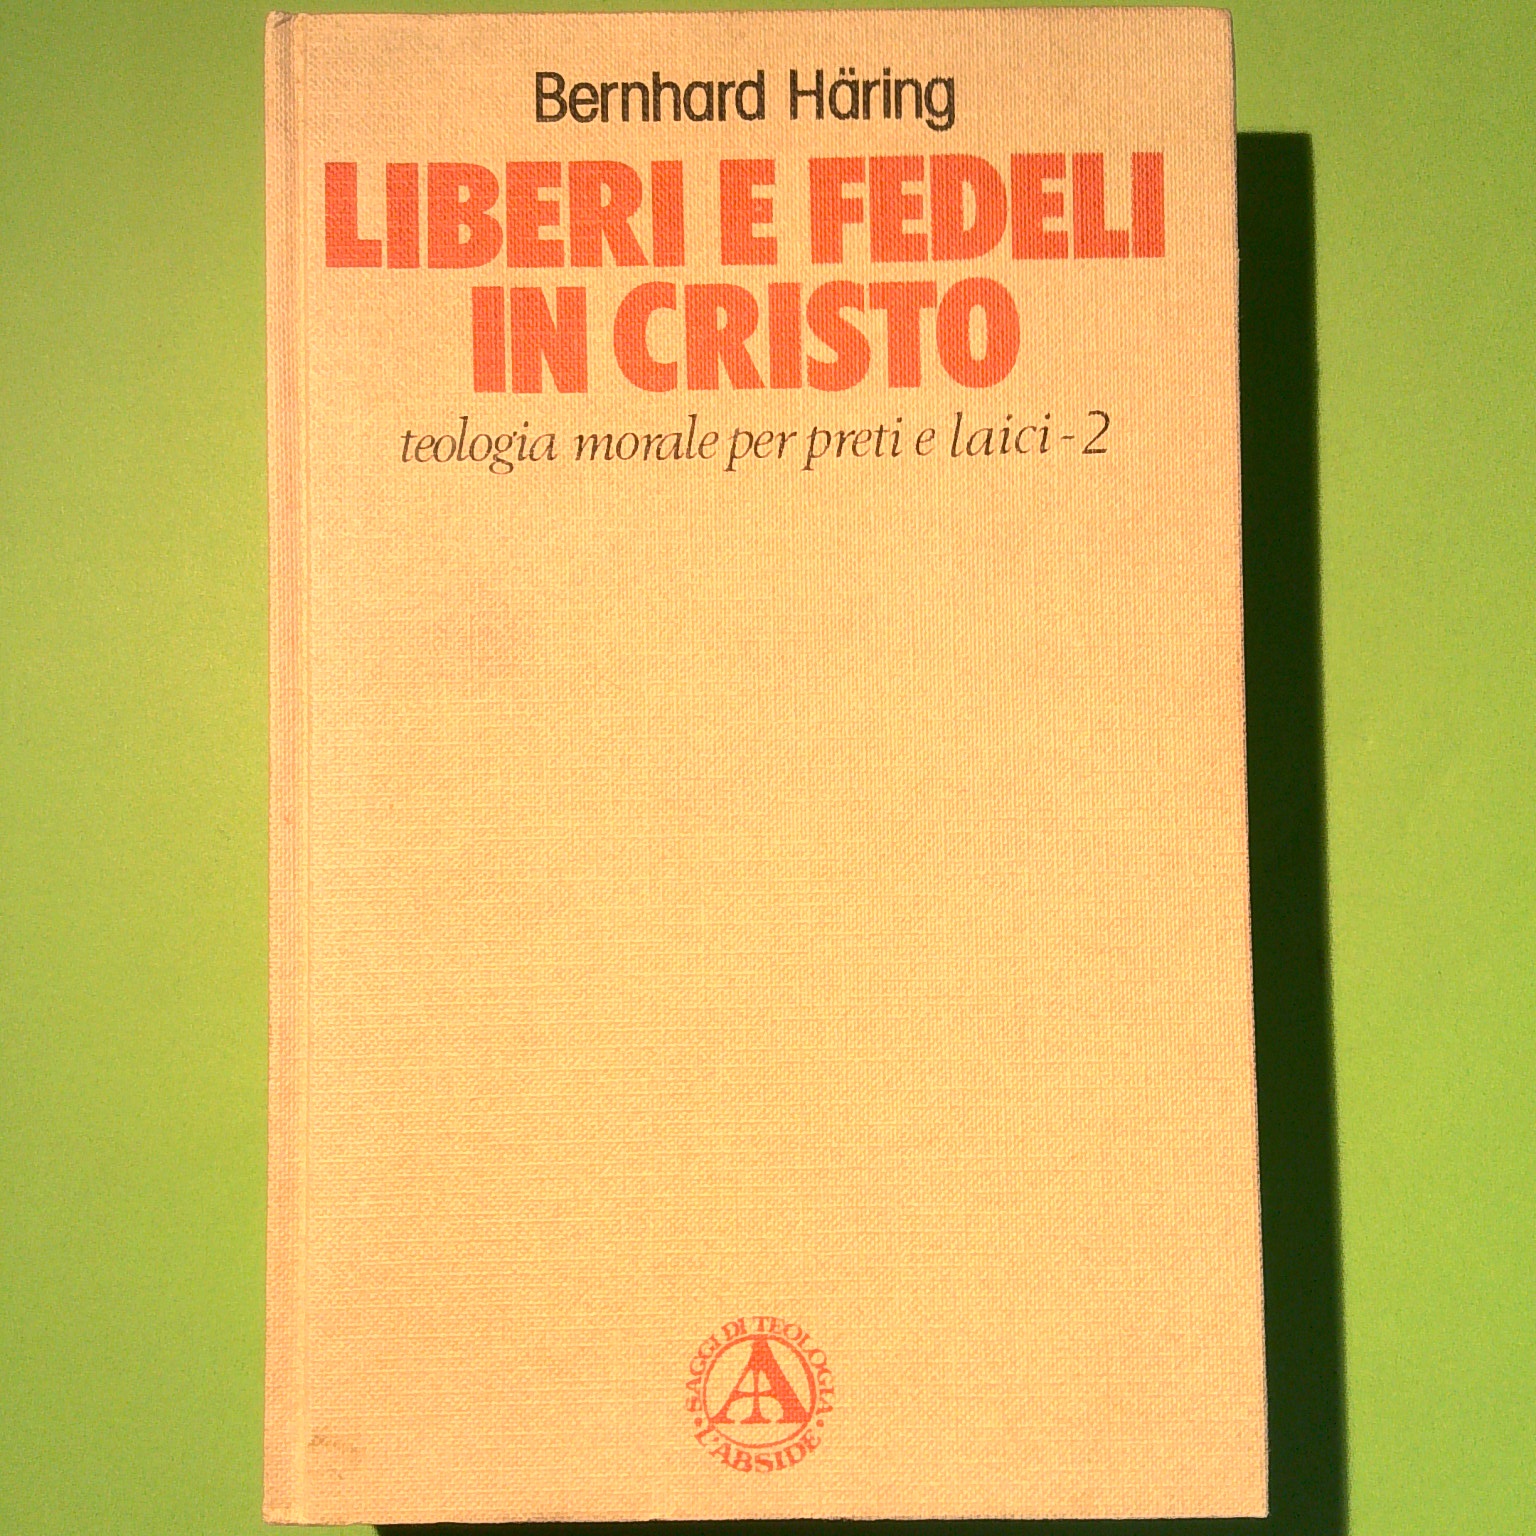 Bernhard Häring
LIBERI E FEDELI
IN CRISTO
teologia morale per preti e laici - 2
SAGGI DI TEOLOGIA
A
• L'ABSIDE •